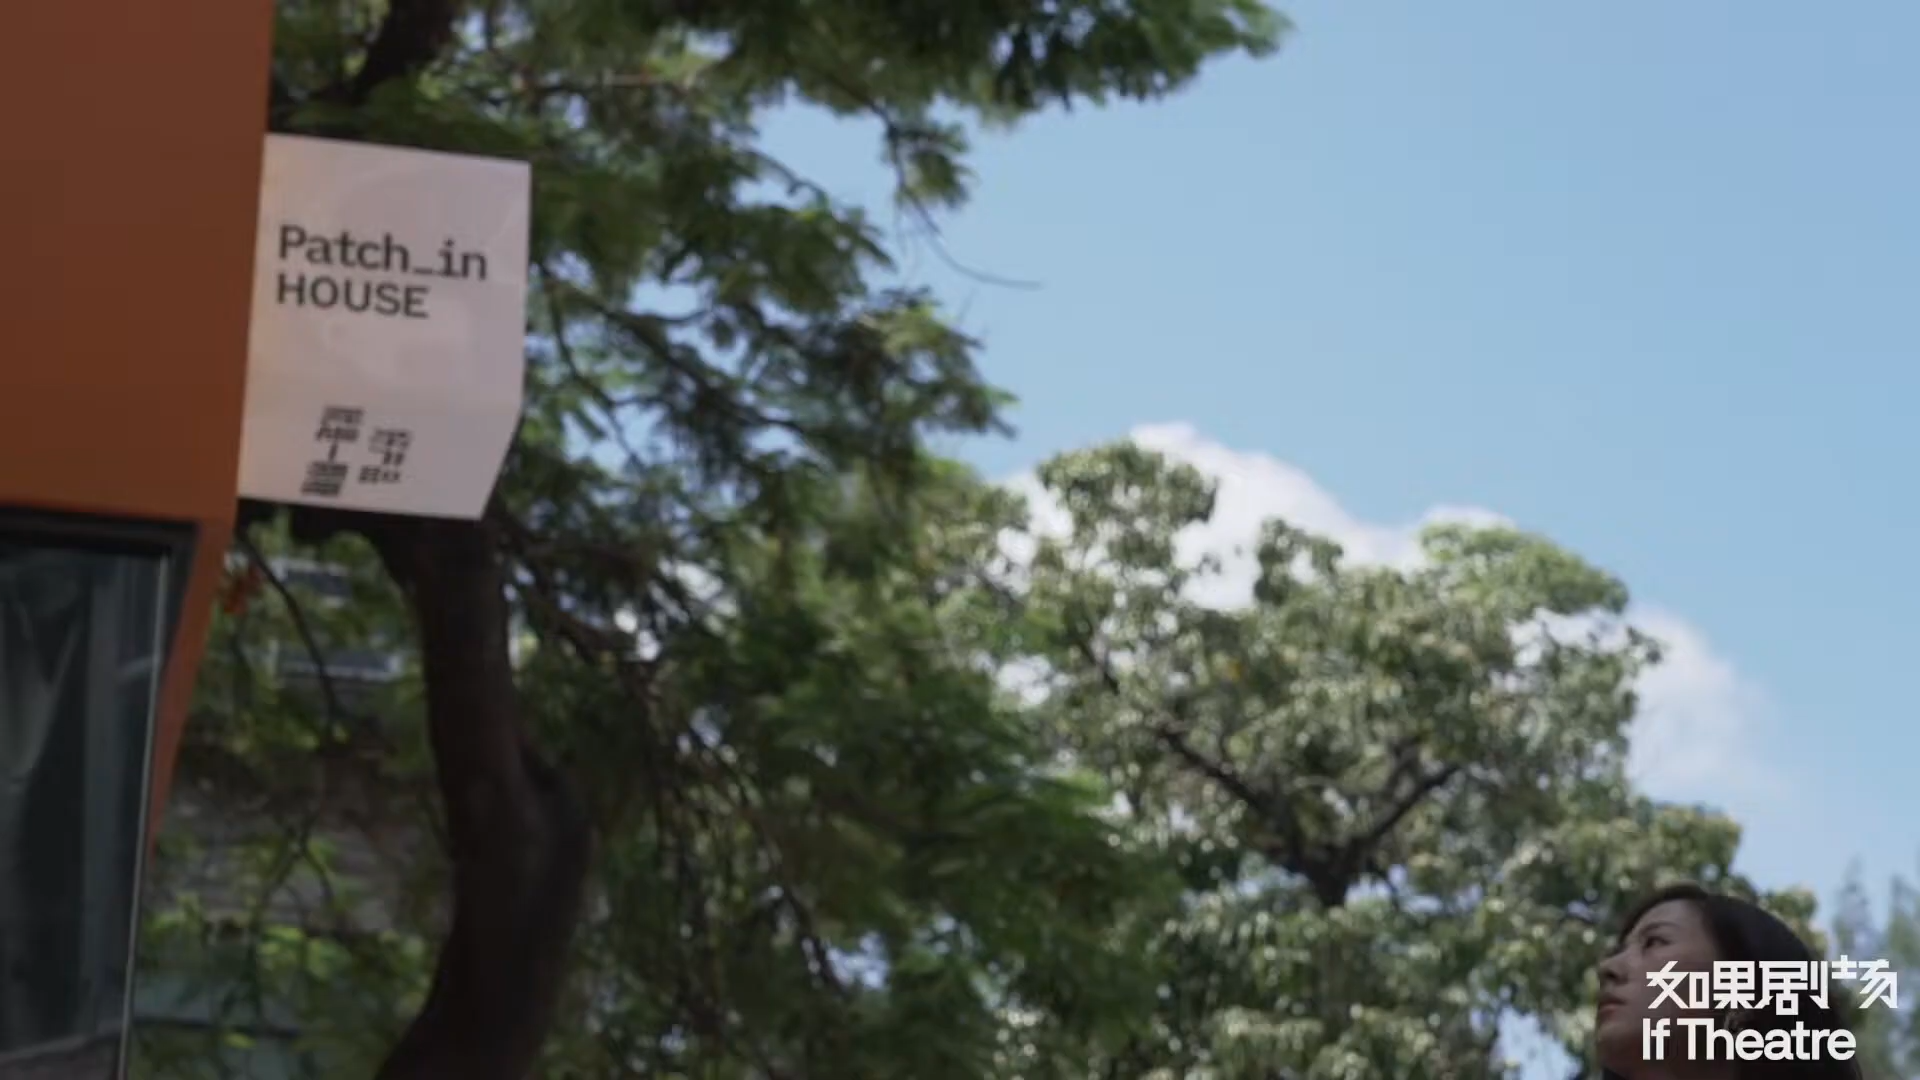 Patch_in
HOUSE
如果剧场
If Theatre